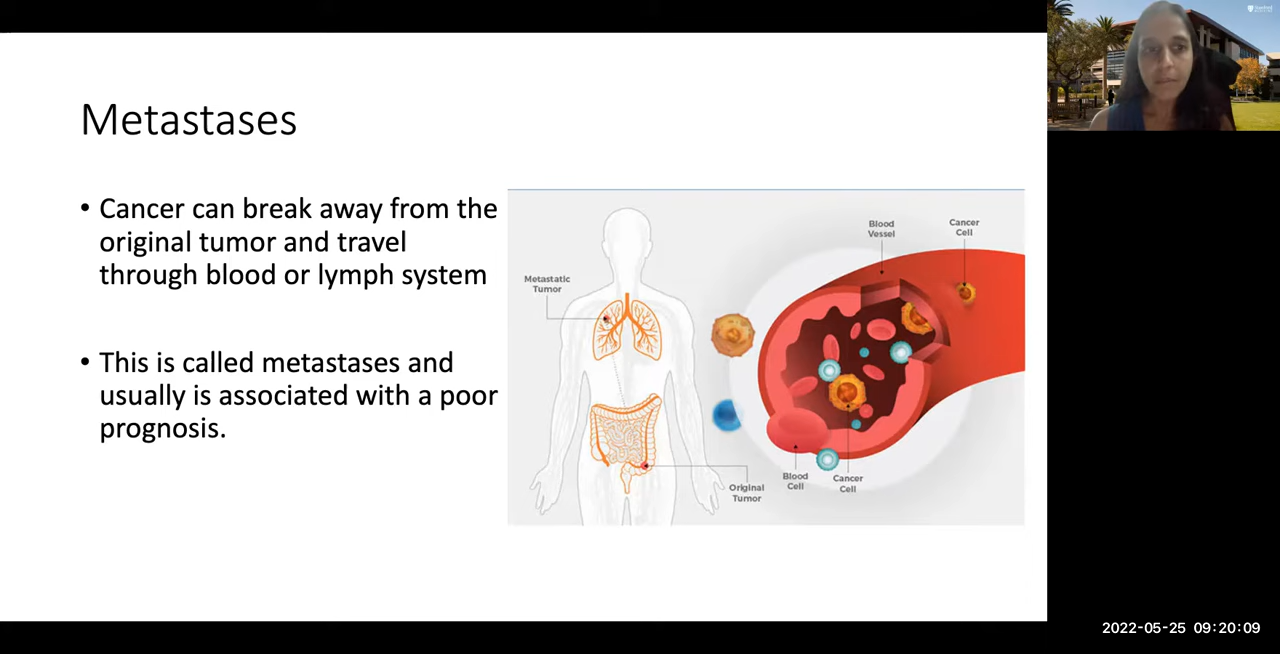 Metastases
• Cancer can break away from the
original tumor and travel
through blood or lymph system
• This is called metastases and
usually is associated with a poor
prognosis.
Metastatic
Tumor
Original
Tumor
Blood
Vessel
Cancer
Cell
Blood
Cell
Cancer
Cell
2022-05-25 09:20:09